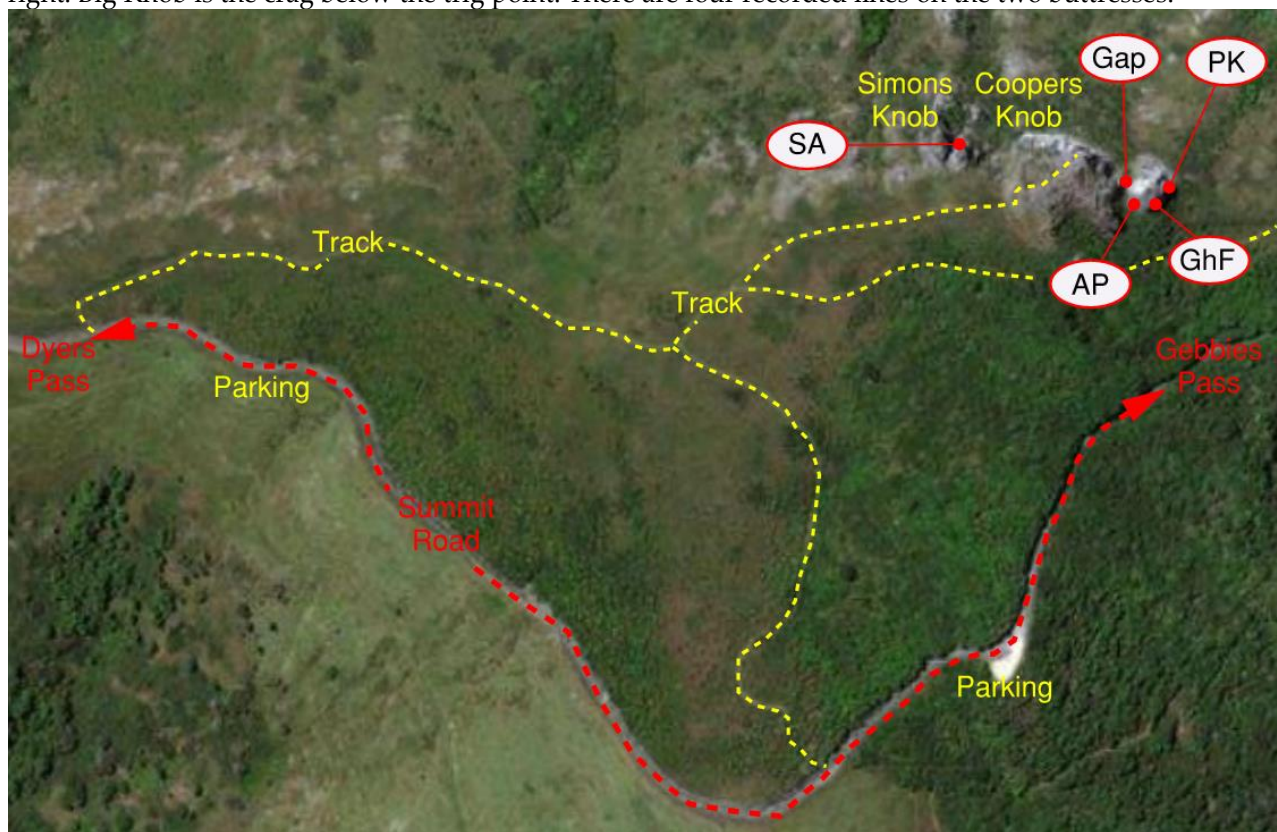 right. Big Knob is the crag below the trig point. There are four recorded lines on the two buttresses.
Gap
PK
Simons
Knob
Coopers
Knob
SA
Track
GhF
AP
Track
Dyers
Pass
Parking
Gebbies
Pass
Summit
Road
Parking